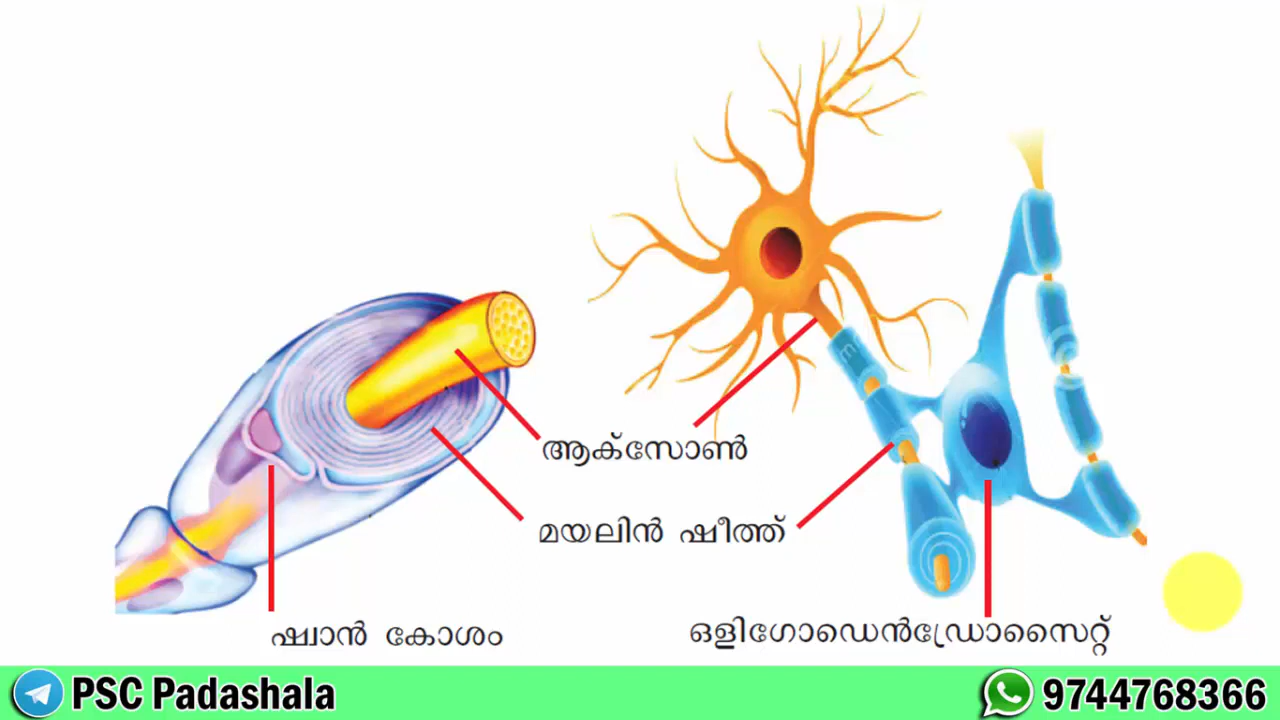 ആക്സോൺ
മയലിൻ ഷീത്ത്
ഷ്വാൻ കോശം
ഒളിഗോഡെൻഡ്രോസൈറ്റ്
PSC Padashala
9744768366